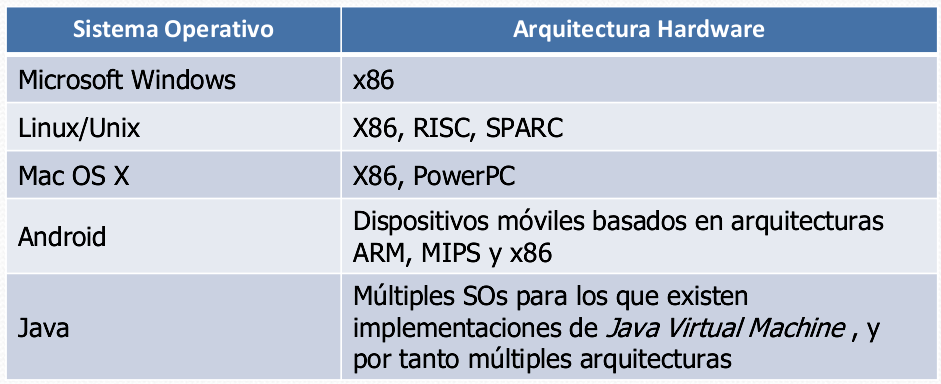 Sistema Operativo Arquitectura Hardware
Microsoft Windows x86
Linux/Unix X86, RISC, SPARC
Mac OS X X86, PowerPC
Android Dispositivos móviles basados en arquitecturas
ARM, MIPS y x86
Java Múltiples SOs para los que existen
implementaciones de Java Virtual Machine , y
por tanto múltiples arquitecturas